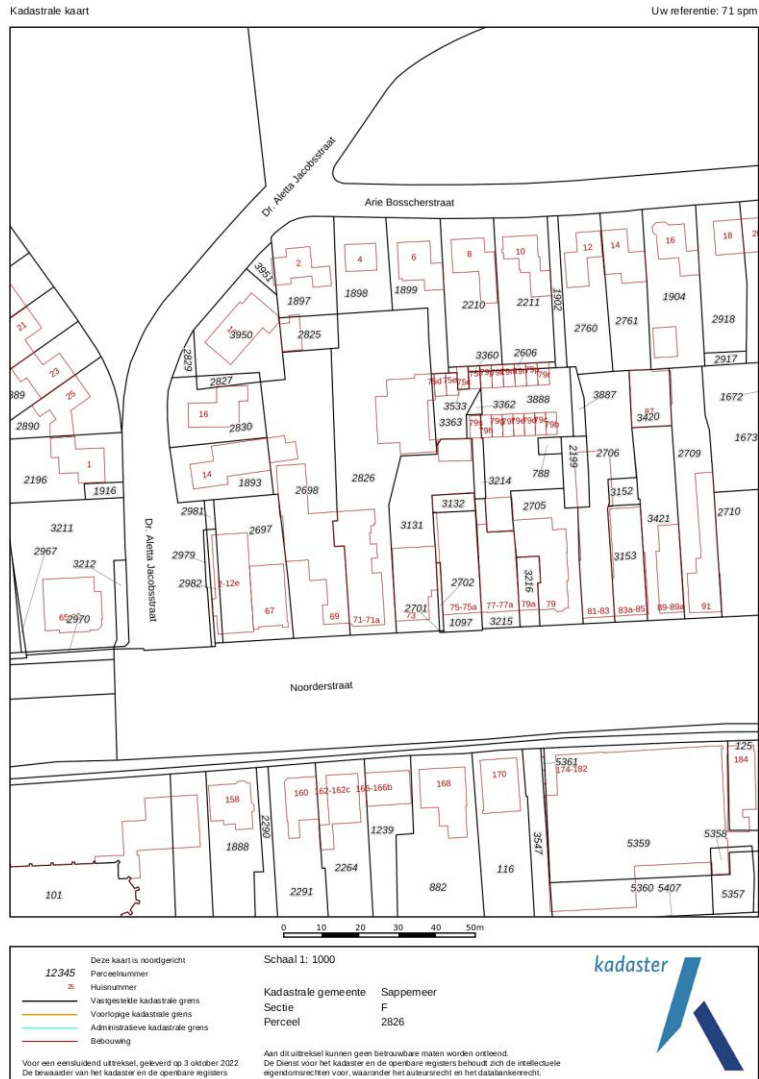 Kadastrale kaart
Uw referentie: 71 spm
Dr. Aletta Jacobsstraat
Arie Bosscherstraat
3951
2
4
6
8
10
12
14
16
18
1897
1898
1899
2210
2211
1902
2760
2761
1904
2918
2917
21
23
25
2890
2196
1
1916
3950
2825
2829
2827
16
2830
14
1893
3360
2606
75d
75e
75c
3533
3362
3888
3363
3887
87
3420
1672
1673
2826
788
2199
2706
2709
3211
2967
3212
2981
2979
2982
2697
2698
3131
3132
3214
2705
3152
3421
2710
3153
Dr. Aletta Jacobsstraat
2970
2-12e
67
69
71-71a
2701
73
2702
75-75a
1097
77-77a
3215
3216
79a
79
81-83
83a-85
89-89a
91
Noorderstraat
5361
174-182
125
184
158
160
162-162c
166-166b
168
170
2290
1888
2291
2264
1239
882
116
3547
5359
5358
5360
5407
5357
101
0 10 20 30 40 50m
Deze kaart is noordgericht
12345 Perceelnummer
25 Huisnummer
Vastgestelde kadastrale grens
Voorlopige kadastrale grens
Administratieve kadastrale grens
Bebouwing
Voor een eensluidend uittreksel, geleverd op 3 oktober 2022
De bewaarder van het kadaster en de openbare registers
Schaal 1: 1000
Kadastrale gemeente Sappemeer
Sectie F
Perceel 2826
Aan dit uittreksel kunnen geen betrouwbare maten worden ontleend.
De Dienst voor het kadaster en de openbare registers behoudt zich de intellectuele
eigendomsrechten voor, waaronder het auteursrecht en het databankenrecht.
kadaster